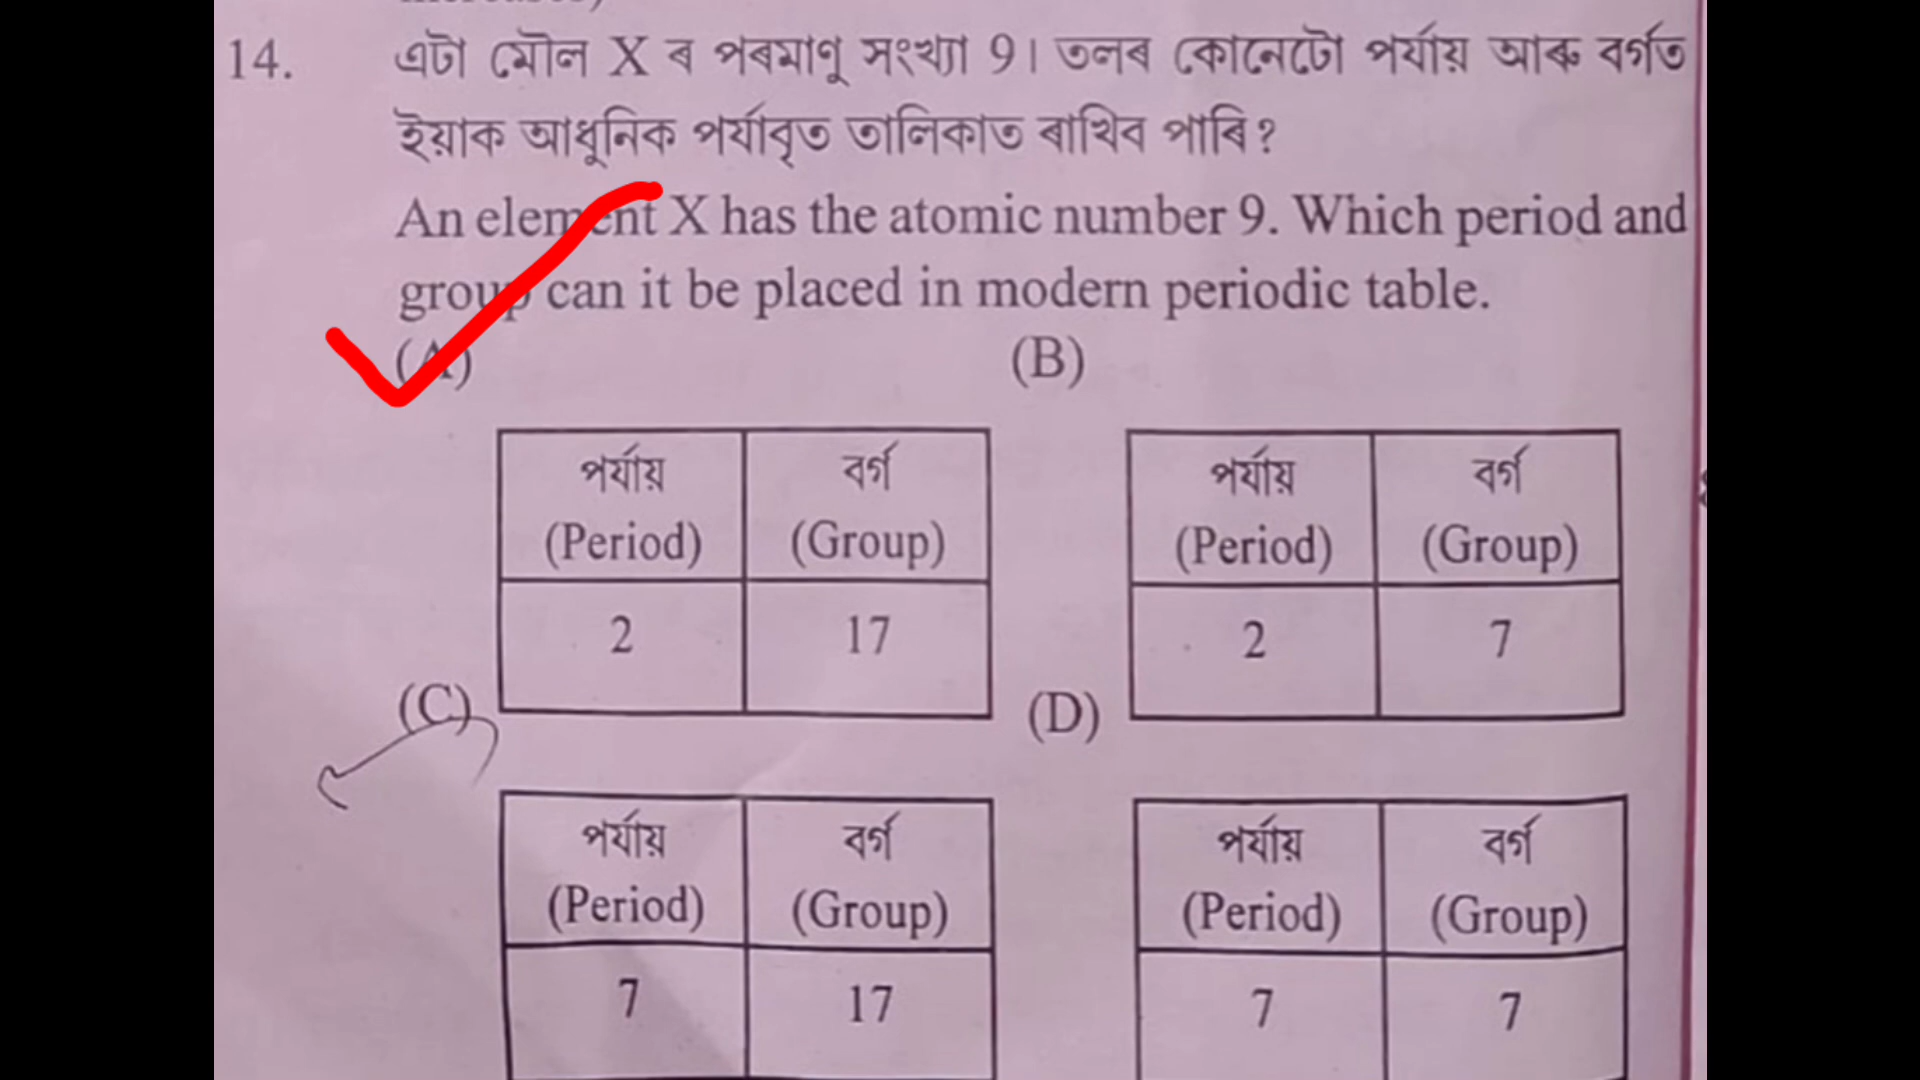 14. এটা মৌল X ৰ পৰমাণু সংখ্যা 9। তলৰ কোনেটো পৰ্যায় আৰু বৰ্গত
ইয়াক আধুনিক পৰ্যাবৃত তালিকাত ৰাখিব পাৰি?
An element X has the atomic number 9. Which period and
group can it be placed in modern periodic table.
(A) (B)
পৰ্যায় বৰ্গ পৰ্যায় বৰ্গ
(Period) (Group) (Period) (Group)
2 17 2 7
(C) (D)
পৰ্যায় বৰ্গ পৰ্যায় বৰ্গ
(Period) (Group) (Period) (Group)
7 17 7 7